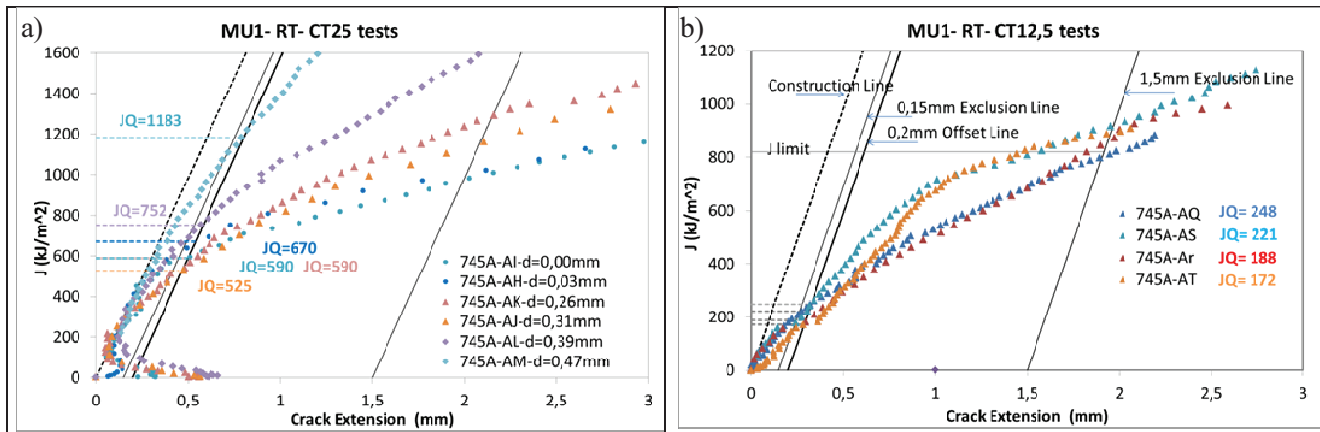 a)
MU1- RT- CT25 tests
1600
1400
1200
1000
800
600
400
200
0
J (kJ/m^2)
JQ=1183
JQ=752
JQ=670
JQ=590 JQ=590
JQ=525
745A-AI-d=0,00mm
745A-AH-d=0,03mm
745A-AK-d=0,26mm
745A-AJ-d=0,31mm
745A-AL-d=0,39mm
745A-AM-d=0,47mm
0 0,5 1 1,5 2 2,5 3
Crack Extension (mm)
b)
MU1- RT- CT12,5 tests
1200
1000
800
600
400
200
0
J (kJ/m^2)
Construction Line
1,5mm Exclusion Line
0,15mm Exclusion Line
0,2mm Offset Line
J limit
745A-AQ JQ= 248
745A-AS JQ= 221
745A-Ar JQ= 188
745A-AT JQ= 172
0 0,5 1 1,5 2 2,5 3
Crack Extension (mm)